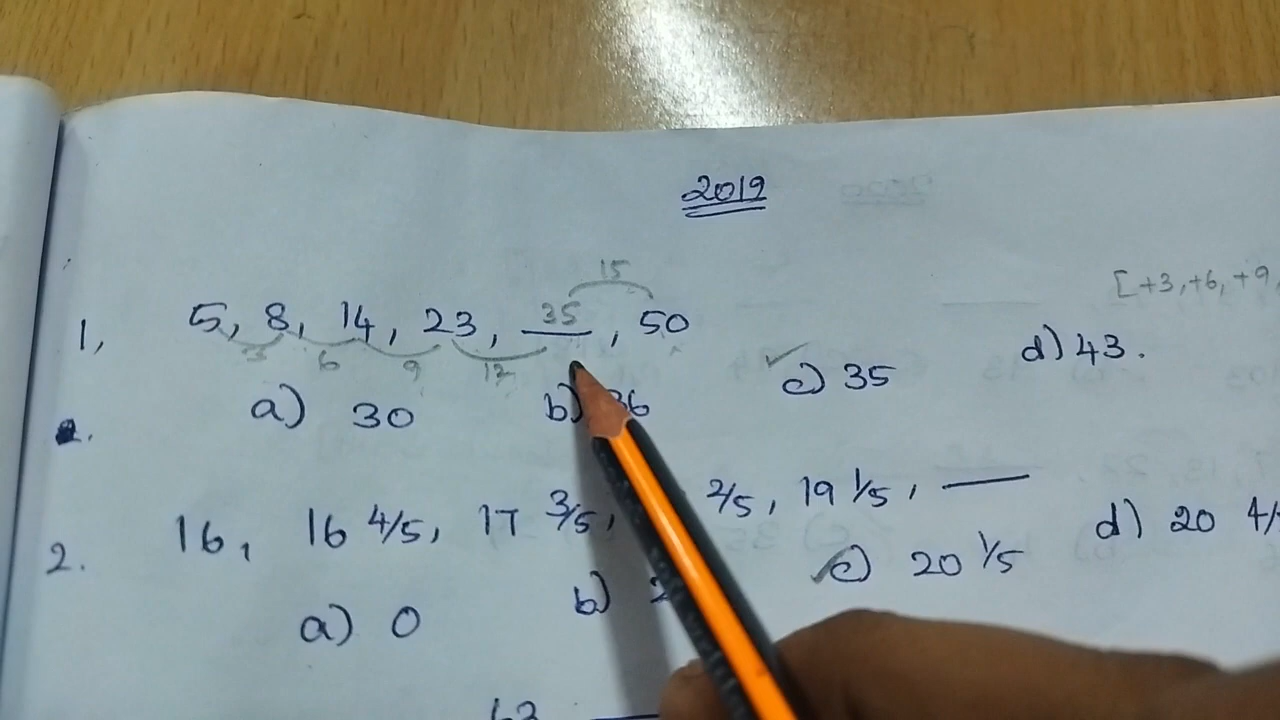 2019
15
[+3, +6, +9,
1, 5, 8, 14, 23, 35, 50
3 6 9 12
a) 30 b) 36 c) 35 d) 43.
2. 16, 16 4/5, 17 3/5, 2/5, 19 1/5, ___
a) 0 b) c) 20 1/5 d) 20 4/
63